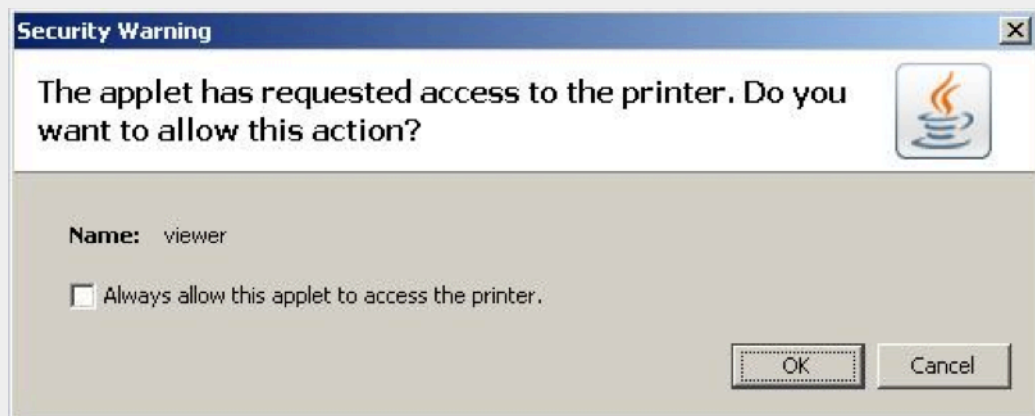 Security Warning
The applet has requested access to the printer. Do you
want to allow this action?
Name: viewer
Always allow this applet to access the printer.
OK Cancel